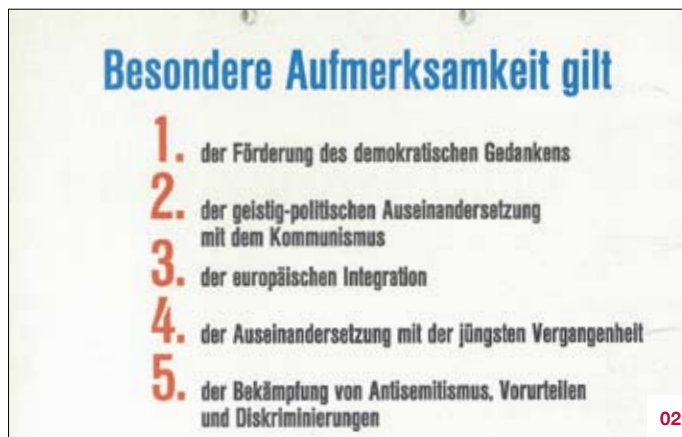 Besondere Aufmerksamkeit gilt
1. der Förderung des demokratischen Gedankens
2. der geistig-politischen Auseinandersetzung
mit dem Kommunismus
3. der europäischen Integration
4. der Auseinandersetzung mit der jüngsten Vergangenheit
5. der Bekämpfung von Antisemitismus, Vorurteilen
und Diskriminierungen
02